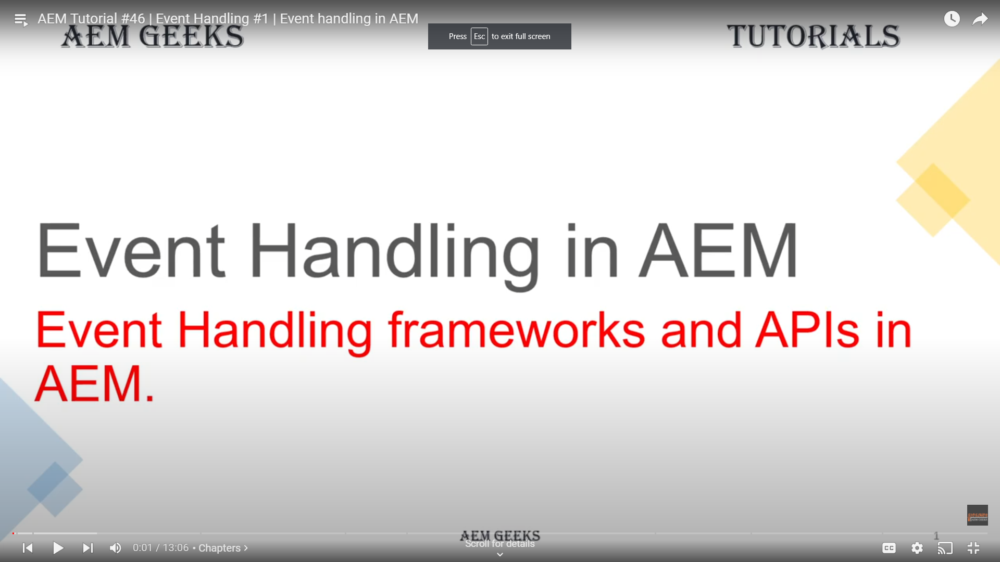 AEM Tutorial #46 | Event Handling #1 | Event handling in AEM
AEM GEEKS
Press Esc to exit full screen
TUTORIALS
Event Handling in AEM
Event Handling frameworks and APIs in
AEM.
AEM GEEKS
1
0:01 / 13:06 • Chapters
Scroll for details
CC